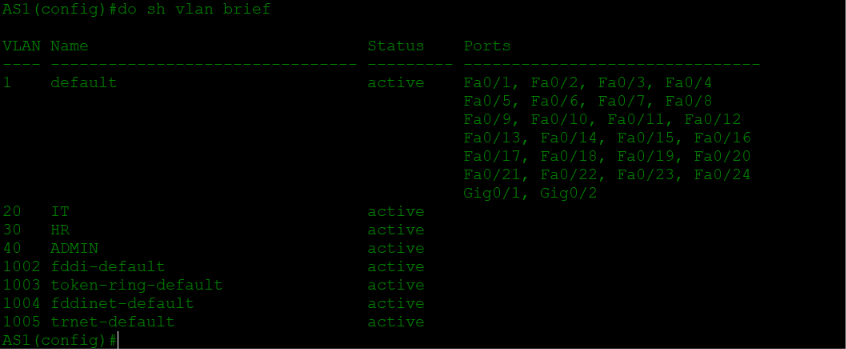 AS1(config)#do sh vlan brief
VLAN Name                             Status    Ports
---- -------------------------------- --------- -------------------------------
1    default                          active    Fa0/1, Fa0/2, Fa0/3, Fa0/4
                                                Fa0/5, Fa0/6, Fa0/7, Fa0/8
                                                Fa0/9, Fa0/10, Fa0/11, Fa0/12
                                                Fa0/13, Fa0/14, Fa0/15, Fa0/16
                                                Fa0/17, Fa0/18, Fa0/19, Fa0/20
                                                Fa0/21, Fa0/22, Fa0/23, Fa0/24
                                                Gig0/1, Gig0/2
20   IT                               active
30   HR                               active
40   ADMIN                            active
1002 fddi-default                     active
1003 token-ring-default               active
1004 fddinet-default                  active
1005 trnet-default                    active
AS1(config)#